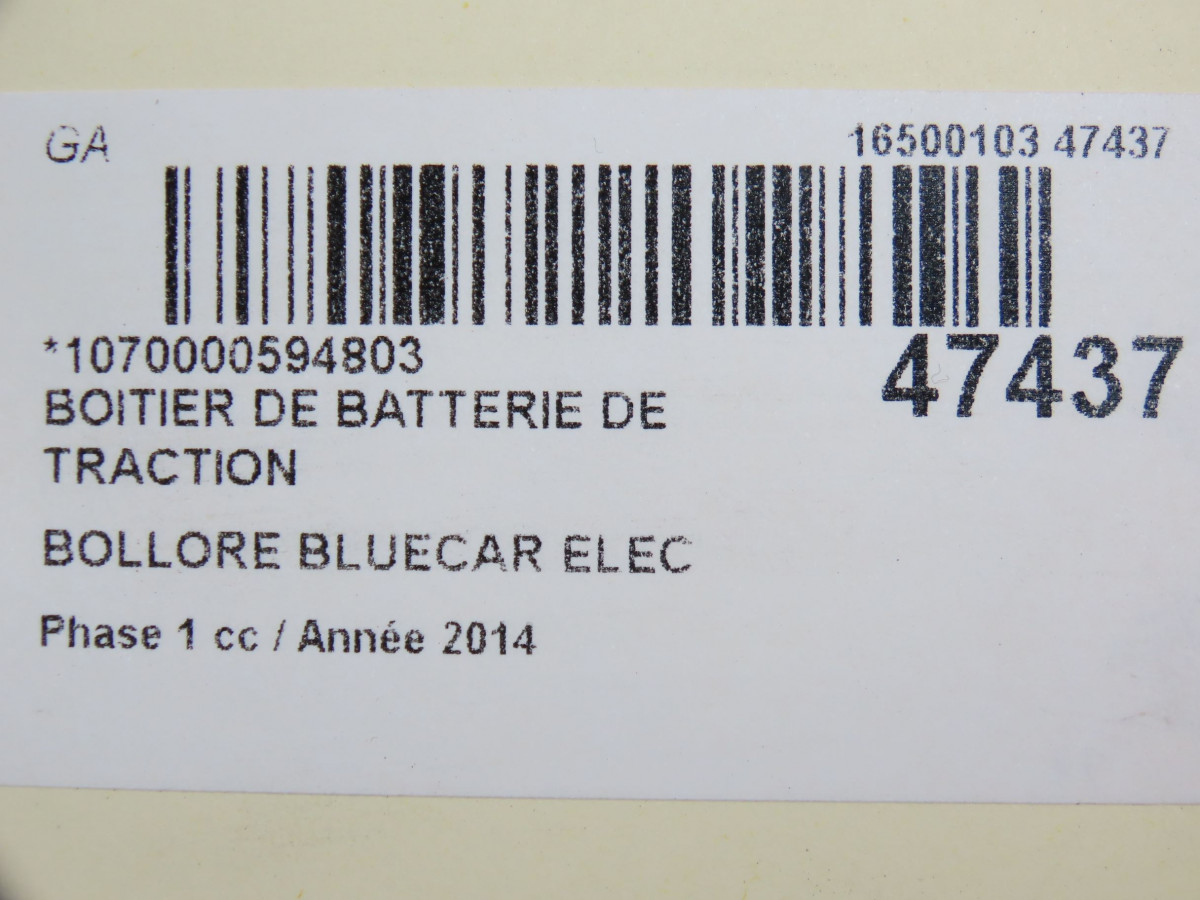 GA
16500103 47437
*1070000594803
47437
BOITIER DE BATTERIE DE
TRACTION
BOLLORE BLUECAR ELEC
Phase 1 cc / Année 2014